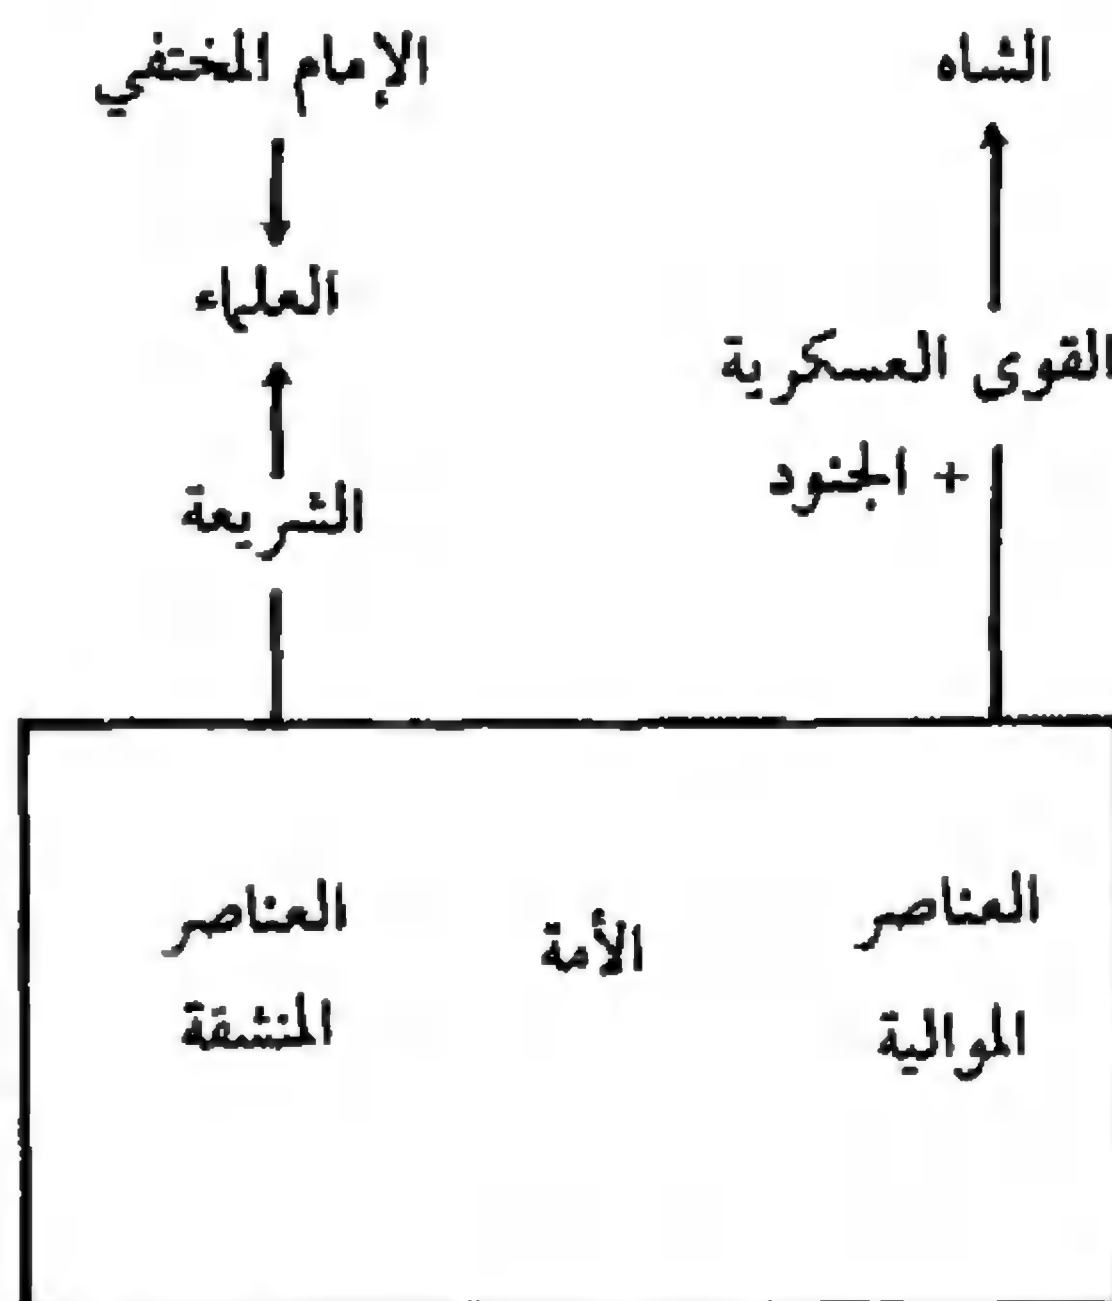 الشاه
القوى العسكرية
+ الجنود
الإمام المختفي
العلماء
الشريعة
العناصر
الموالية
الأمة
العناصر
المنشقة